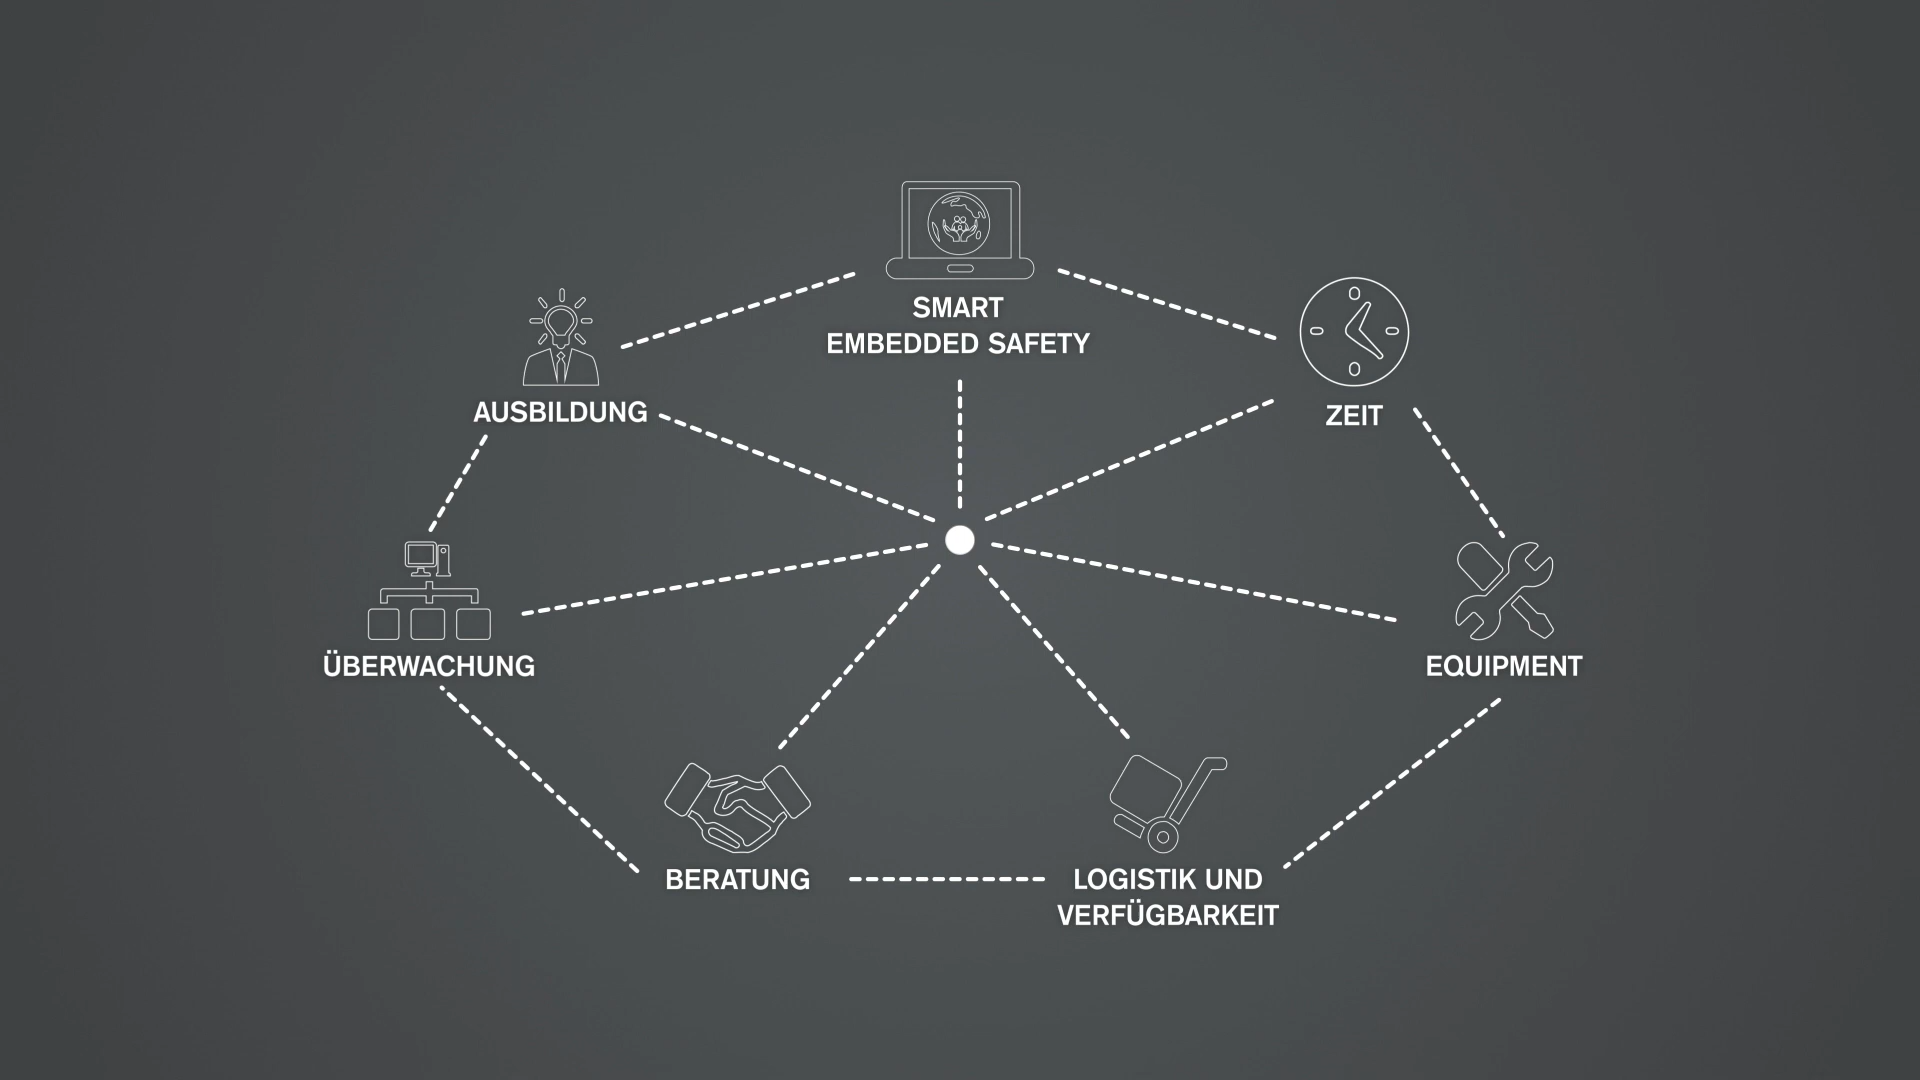 SMART
EMBEDDED SAFETY
AUSBILDUNG
ZEIT
ÜBERWACHUNG
EQUIPMENT
BERATUNG
LOGISTIK UND
VERFÜGBARKEIT